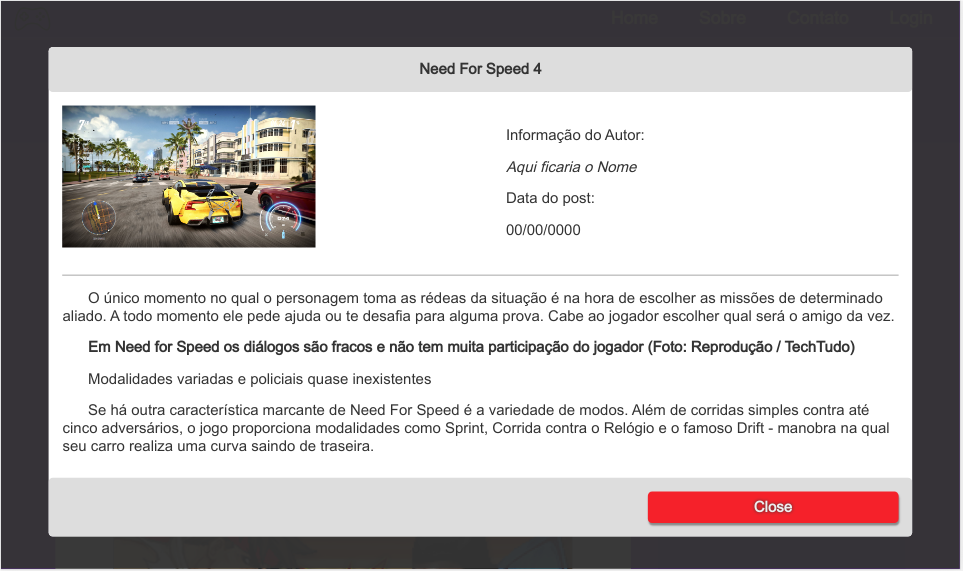 Home Sobre Contato Login
Need For Speed 4
Informação do Autor:
Aqui ficaria o Nome
Data do post:
00/00/0000
O único momento no qual o personagem toma as rédeas da situação é na hora de escolher as missões de determinado
aliado. A todo momento ele pede ajuda ou te desafia para alguma prova. Cabe ao jogador escolher qual será o amigo da vez.
Em Need for Speed os diálogos são fracos e não tem muita participação do jogador (Foto: Reprodução / TechTudo)
Modalidades variadas e policiais quase inexistentes
Se há outra característica marcante de Need For Speed é a variedade de modos. Além de corridas simples contra até
cinco adversários, o jogo proporciona modalidades como Sprint, Corrida contra o Relógio e o famoso Drift - manobra na qual
seu carro realiza uma curva saindo de traseira.
Close